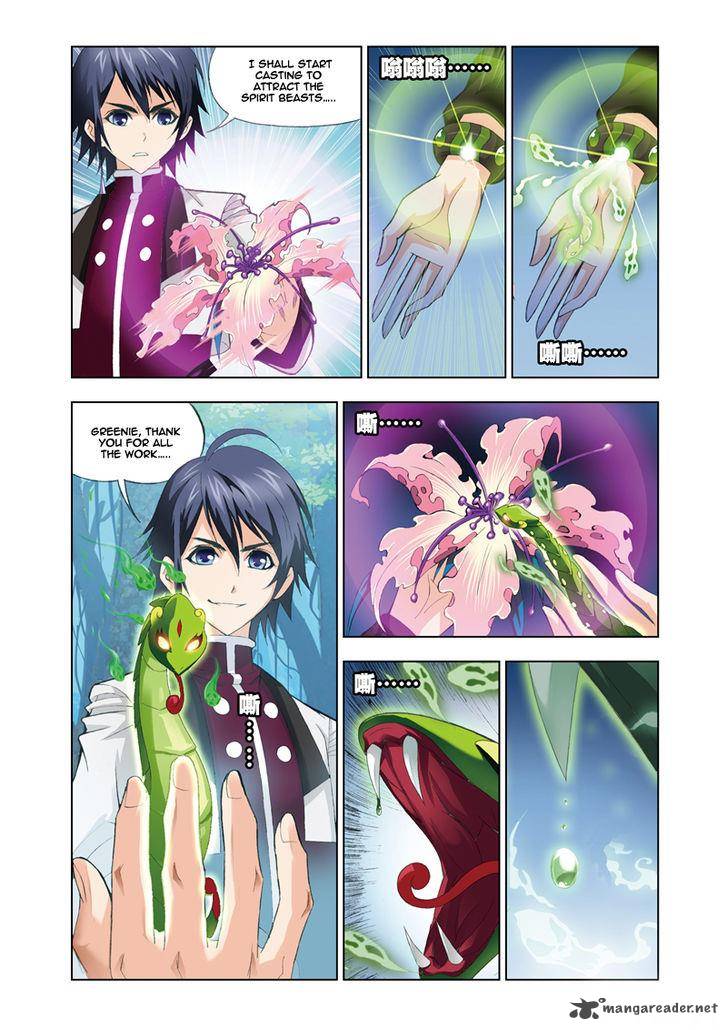 I SHALL START
CASTING TO
ATTRACT THE
SPIRIT BEASTS.....
嗡嗡嗡……
嘶嘶……
GREENIE, THANK
YOU FOR ALL
THE WORK.....
嘶……
嘶……
嘶……
mangareader.net